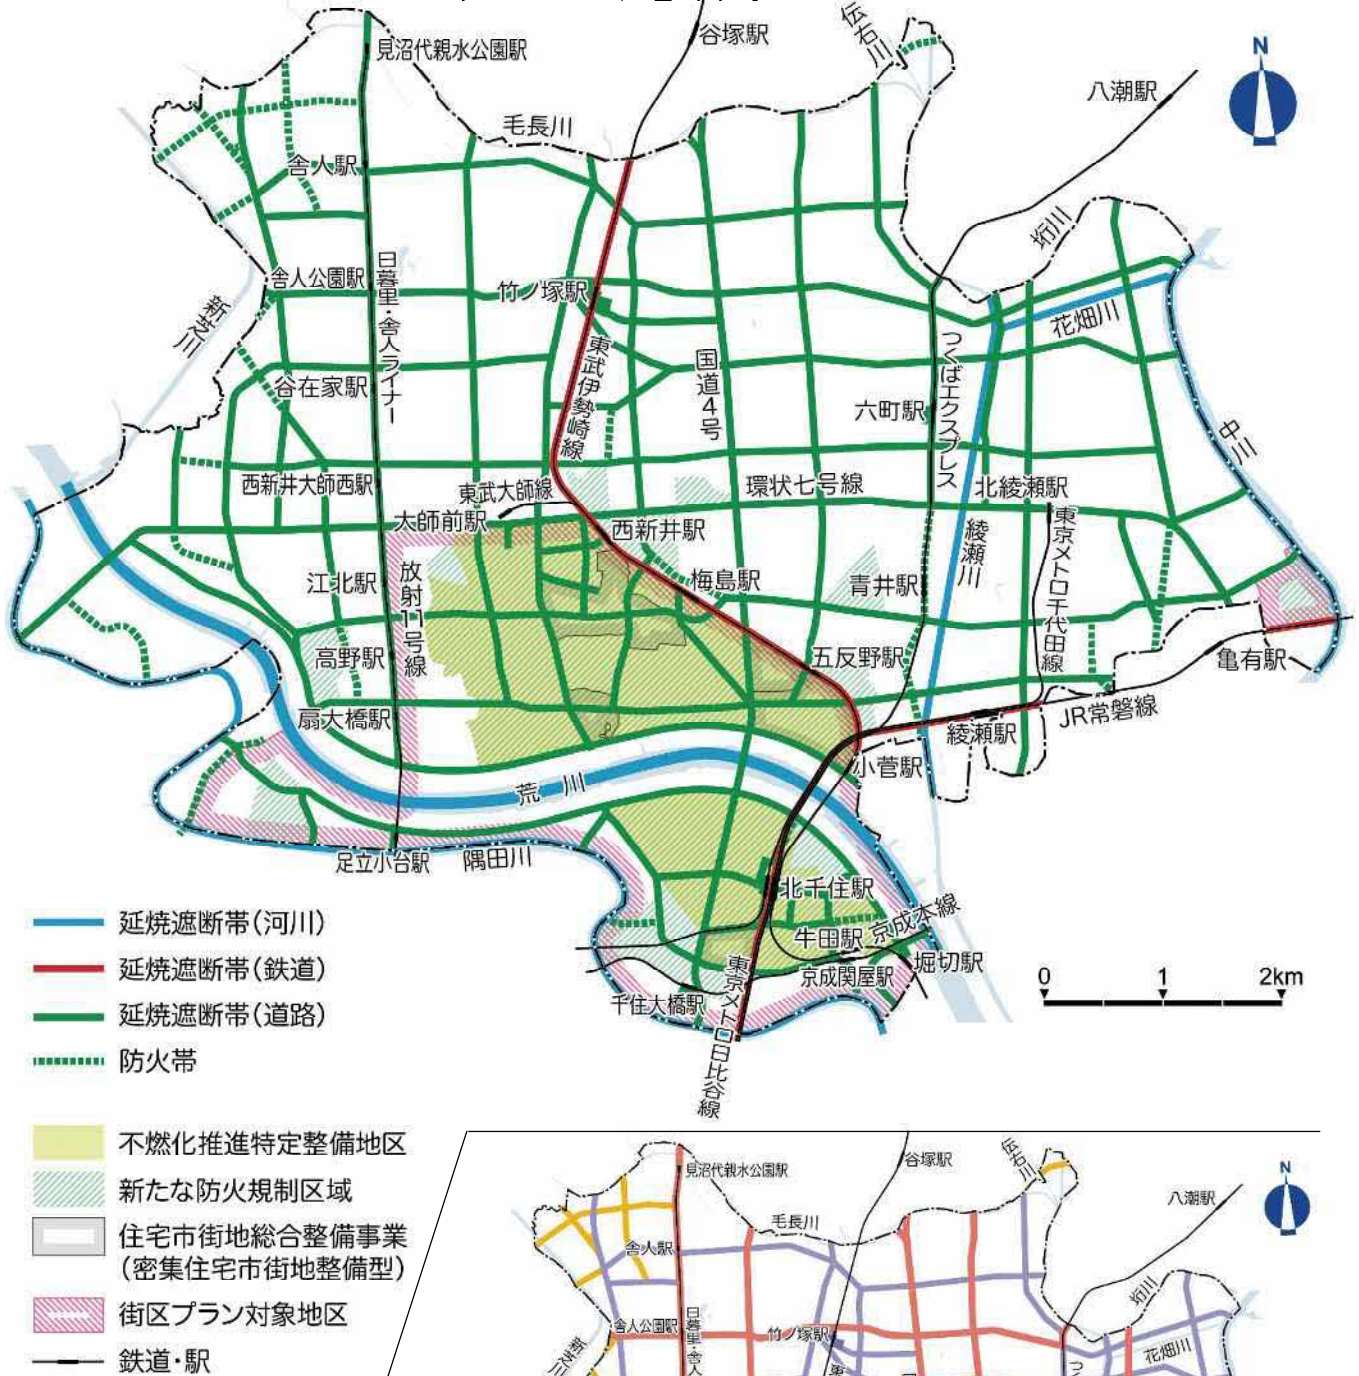 見沼代親水公園駅
谷塚駅
伝右川
八潮駅
N
毛長川
舎人駅
垳川
舎人公園駅
日暮里・舎人ライナー
竹ノ塚駅
花畑川
新芝川
東武伊勢崎線
国道4号
つくばエクスプレス
谷在家駅
六町駅
中川
西新井大師西駅
東武大師線
環状七号線
北綾瀬駅
大師前駅
西新井駅
綾瀬川
東京メトロ千代田線
江北駅
放射11号線
梅島駅
青井駅
高野駅
五反野駅
亀有駅
扇大橋駅
綾瀬駅
JR常磐線
小菅駅
荒川
足立小台駅
隅田川
北千住駅
牛田駅
京成本線
堀切駅
京成関屋駅
千住大橋駅
東京メトロ日比谷線
0 1 2km
延焼遮断帯(河川)
延焼遮断帯(鉄道)
延焼遮断帯(道路)
防火帯
不燃化推進特定整備地区
新たな防火規制区域
住宅市街地総合整備事業
(密集住宅市街地整備型)
街区プラン対象地区
鉄道・駅
見沼代親水公園駅
谷塚駅
伝右川
N
八潮駅
毛長川
舎人駅
垳川
舎人公園駅
日暮里・舎人
竹ノ塚駅
花畑川
新芝川